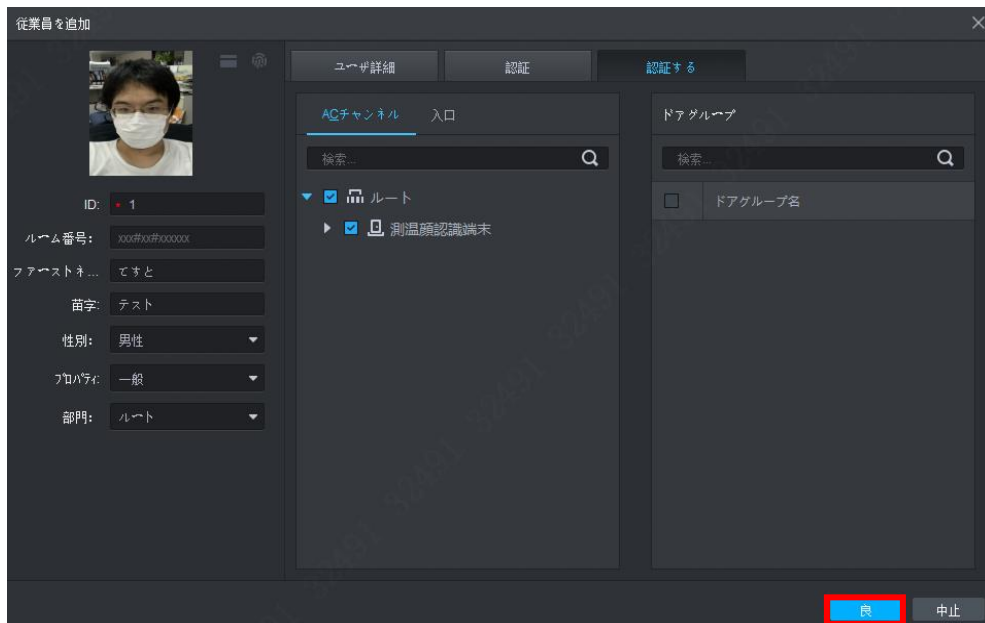 従業員を追加
ユーザ詳細 認証 認証する
ACチャンネル 入口
検索...
ルート
測温顔認識端末
ドアグループ
検索...
ドアグループ名
ID: * 1
ルーム番号: xxx#xx#xxxxxx
ファーストネ... てすと
苗字: テスト
性別: 男性
プロパティ: 一般
部門: ルート
良 中止